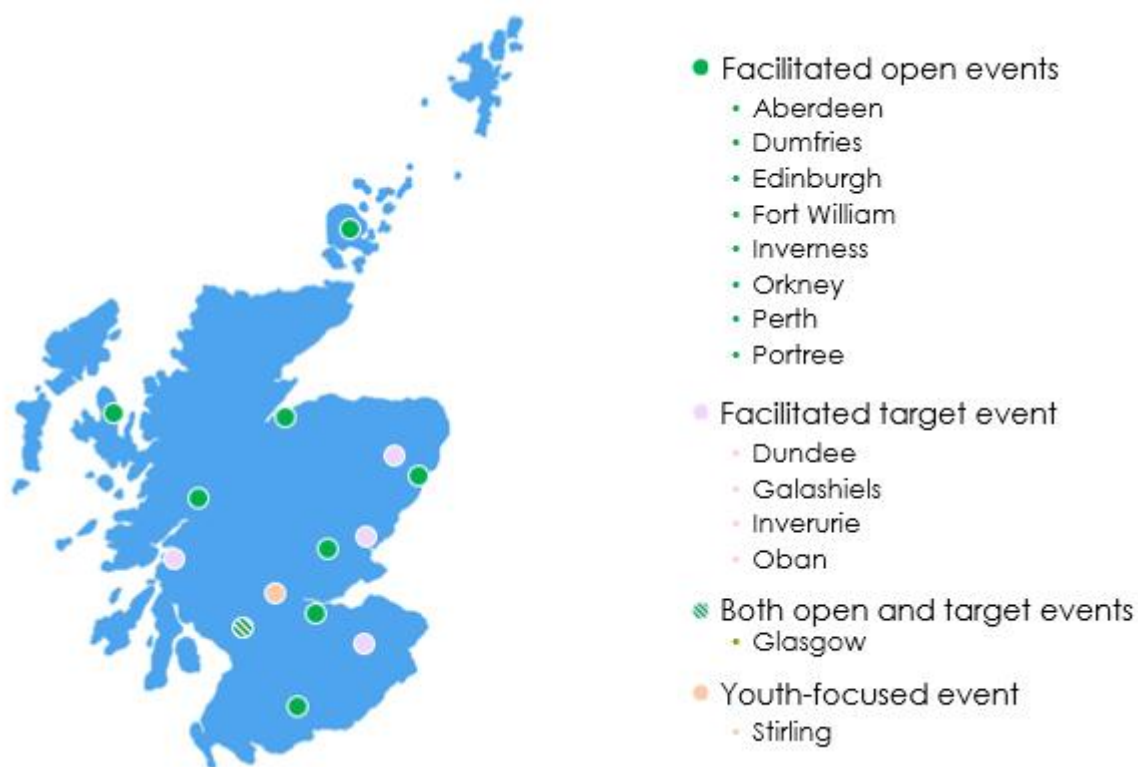 Facilitated open events
Aberdeen
Dumfries
Edinburgh
Fort William
Inverness
Orkney
Perth
Portree
Facilitated target event
Dundee
Galashiels
Inverurie
Oban
Both open and target events
Glasgow
Youth-focused event
Stirling